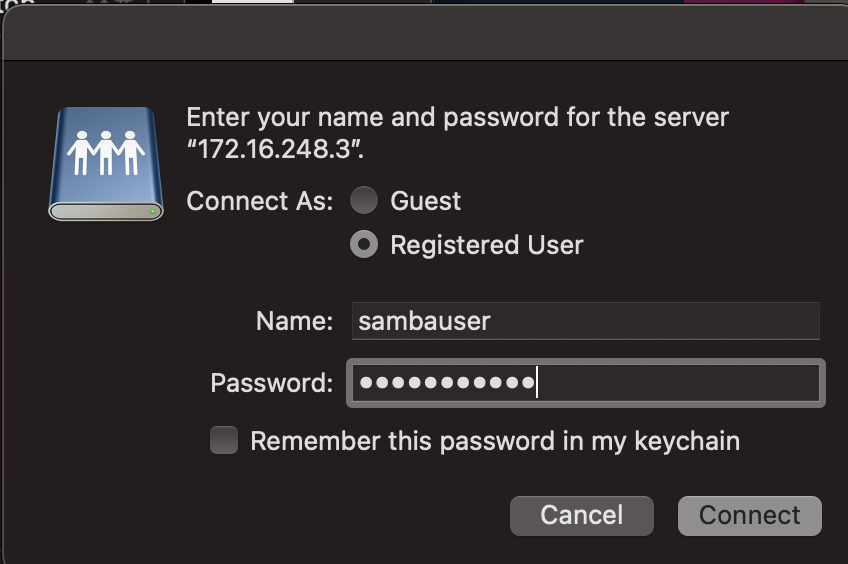 Enter your name and password for the server
“172.16.248.3”.
Connect As:
Guest
Registered User
Name:
sambauser
Password:
●●●●●●●●●●●
Remember this password in my keychain
Cancel
Connect